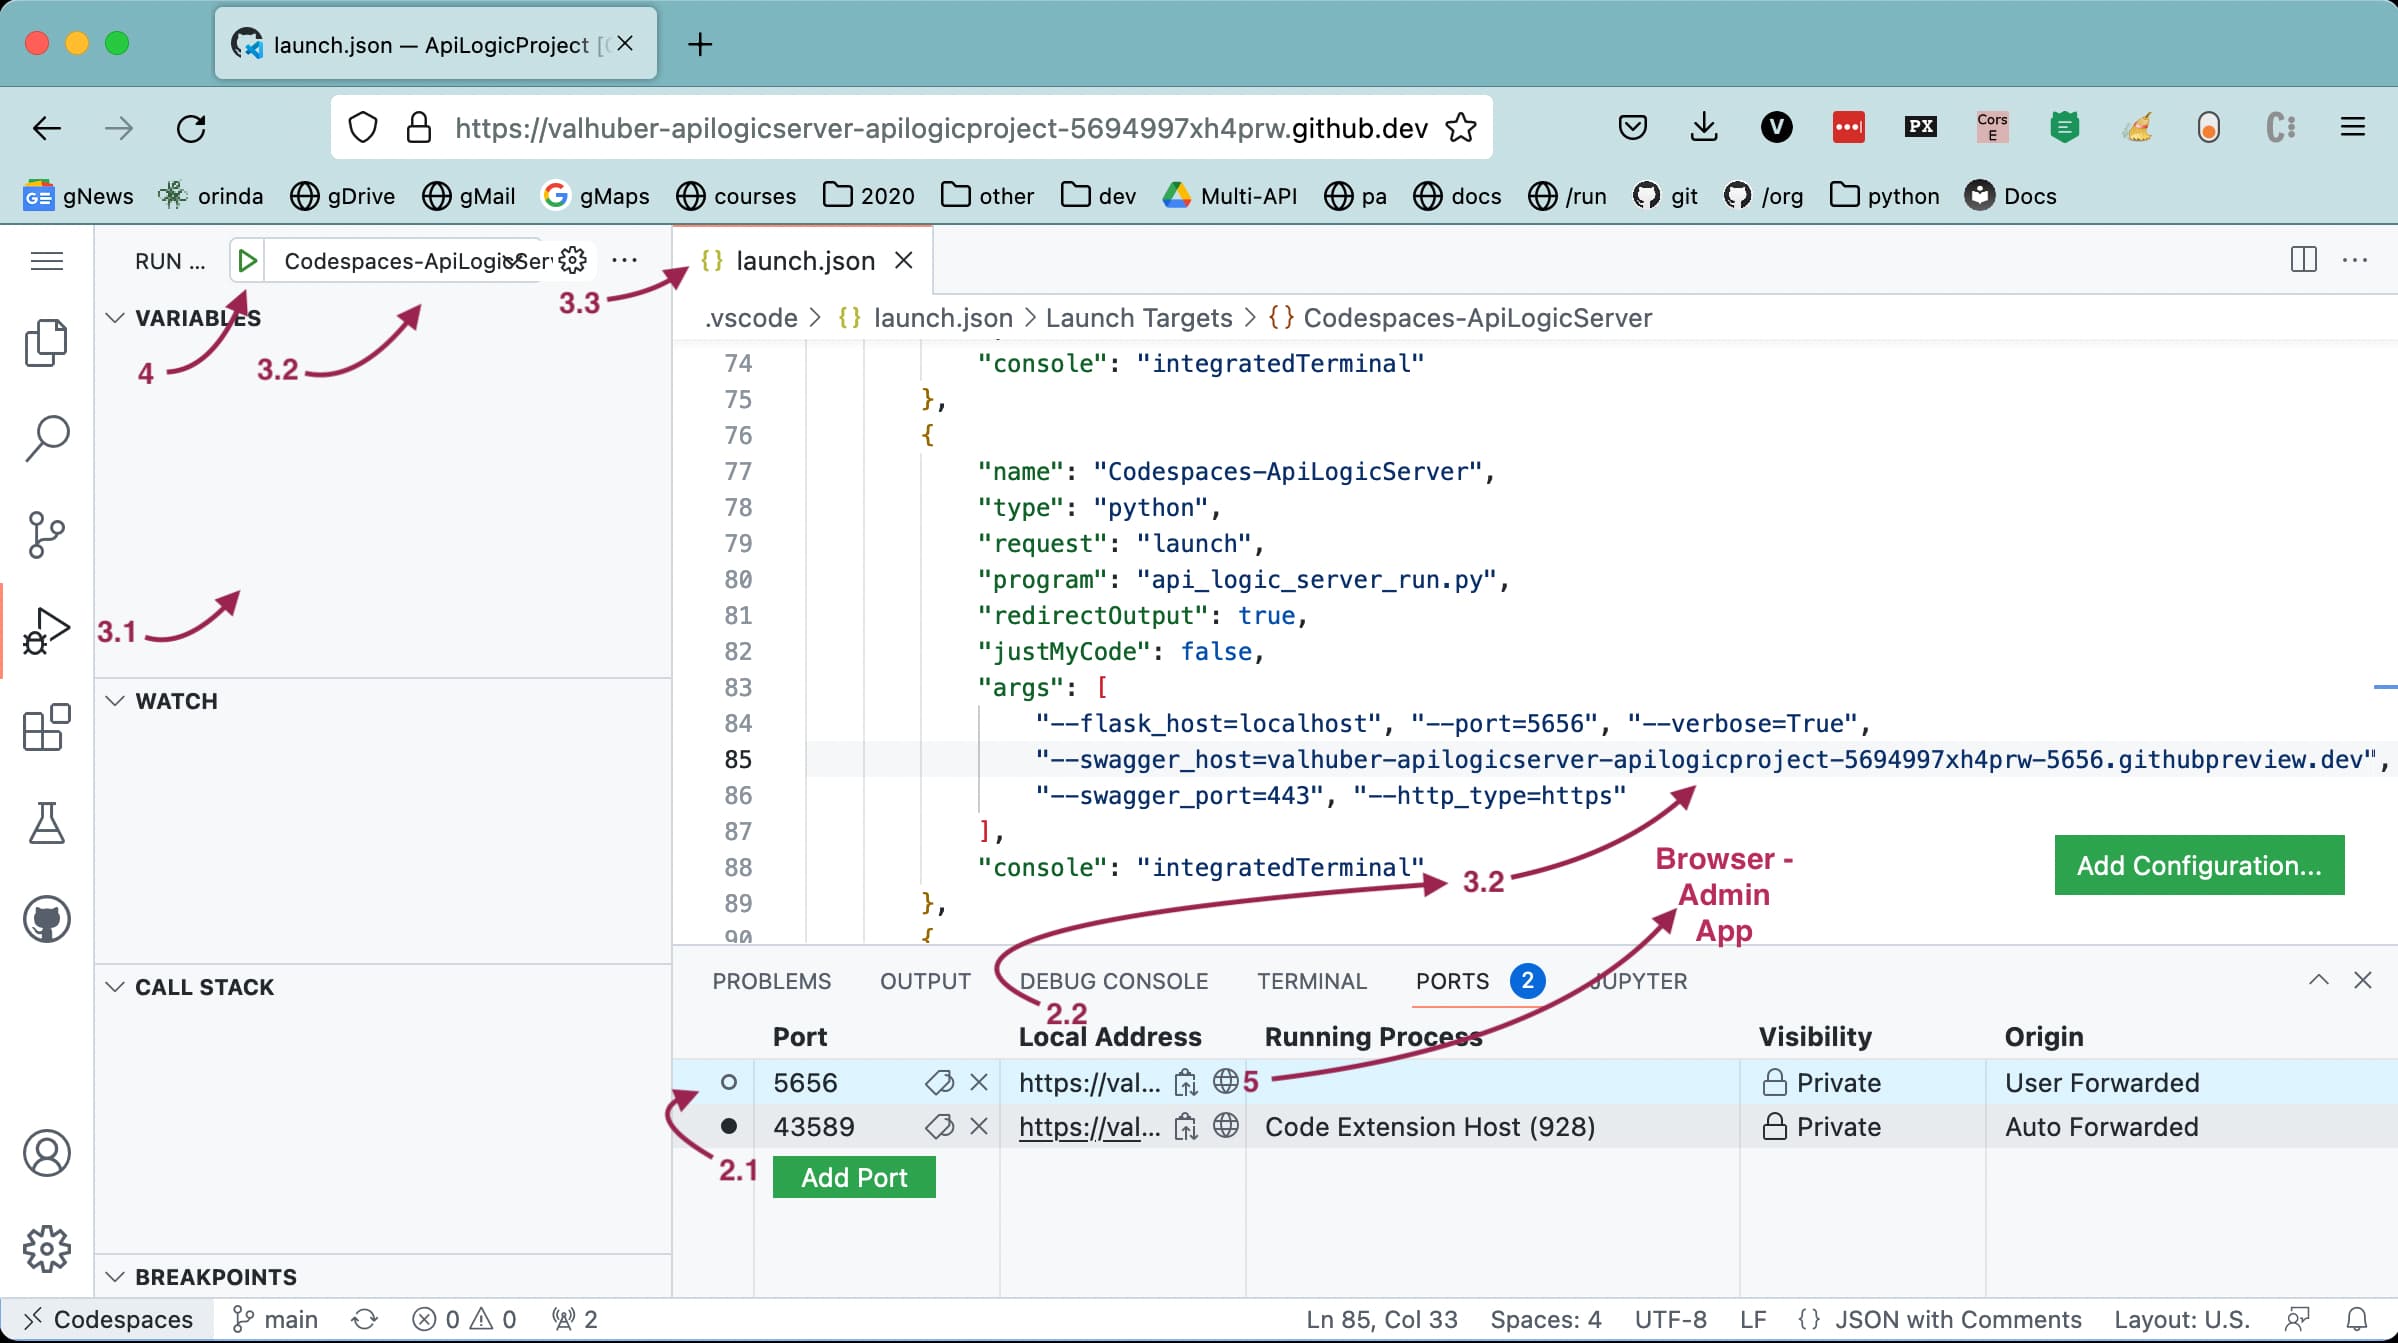 launch.json — ApiLogicProject [
https://valhuber-apilogicserver-apilogicproject-5694997xh4prw.github.dev
V
PX
Cors
E
GE gNews orinda gDrive gMail gMaps courses 2020 other dev Multi-API pa docs /run git /org python Docs
RUN ... Codespaces-ApiLogicSer ...
launch.json
3.3
.vscode > {} launch.json > Launch Targets > {} Codespaces-ApiLogicServer
VARIABLES
4
3.2
3.1
WATCH
CALL STACK
BREAKPOINTS
74 "console": "integratedTerminal"
75 },
76 {
77 "name": "Codespaces-ApiLogicServer",
78 "type": "python",
79 "request": "launch",
80 "program": "api_logic_server_run.py",
81 "redirectOutput": true,
82 "justMyCode": false,
83 "args": [
84 "--flask_host=localhost", "--port=5656", "--verbose=True",
85 "--swagger_host=valhuber-apilogicserver-apilogicproject-5694997xh4prw-5656.githubpreview.dev",
86 "--swagger_port=443", "--http_type=https"
87 ],
88 "console": "integratedTerminal"
89 },
90 {
3.2
Browser -
Admin
App
Add Configuration...
PROBLEMS OUTPUT DEBUG CONSOLE TERMINAL PORTS 2 JUPYTER
2.2
Port Local Address Running Process Visibility Origin
5656 https://val... 5 Private User Forwarded
43589 https://val... Code Extension Host (928) Private Auto Forwarded
2.1
Add Port
Codespaces main 0 0 2 Ln 85, Col 33 Spaces: 4 UTF-8 LF {} JSON with Comments Layout: U.S.